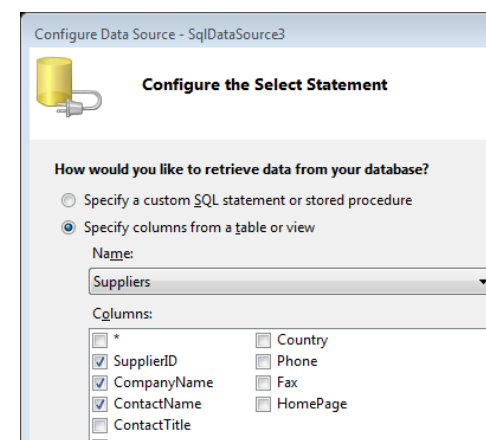 Configure Data Source - SqlDataSource3
Configure the Select Statement
How would you like to retrieve data from your database?
Specify a custom SQL statement or stored procedure
Specify columns from a table or view
Name:
Suppliers
Columns:
* Country
SupplierID Phone
CompanyName Fax
ContactName HomePage
ContactTitle